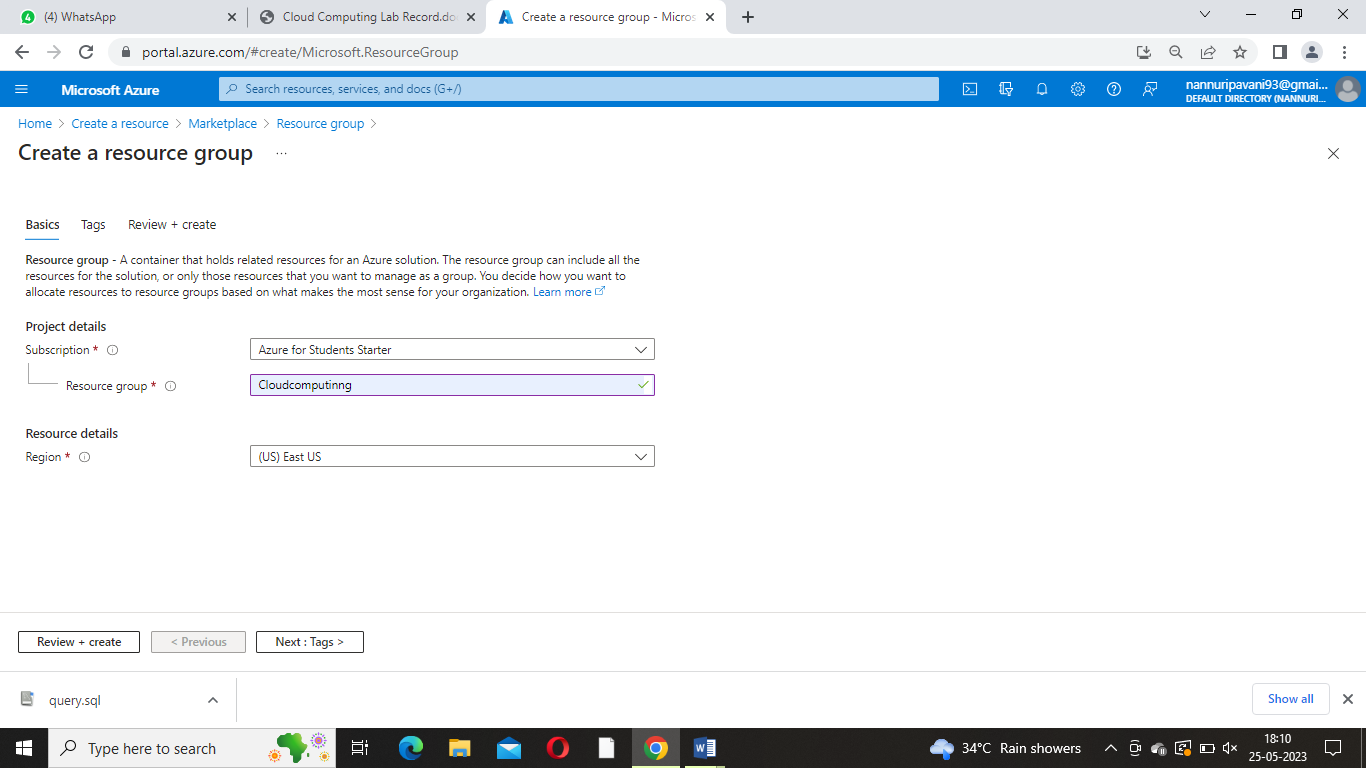 (4) WhatsApp
Cloud Computing Lab Record.do
Create a resource group - Micros
portal.azure.com/#create/Microsoft.ResourceGroup
Microsoft Azure
Search resources, services, and docs (G+/)
nannuripavani93@gmai...
DEFAULT DIRECTORY (NANNURI...
Home > Create a resource > Marketplace > Resource group >
Create a resource group ...
Basics Tags Review + create
Resource group - A container that holds related resources for an Azure solution. The resource group can include all the
resources for the solution, or only those resources that you want to manage as a group. You decide how you want to
allocate resources to resource groups based on what makes the most sense for your organization. Learn more
Project details
Subscription * Azure for Students Starter
Resource group * Cloudcomputinng
Resource details
Region * (US) East US
Review + create < Previous Next : Tags >
query.sql Show all
Type here to search
34°C Rain showers
18:10
25-05-2023